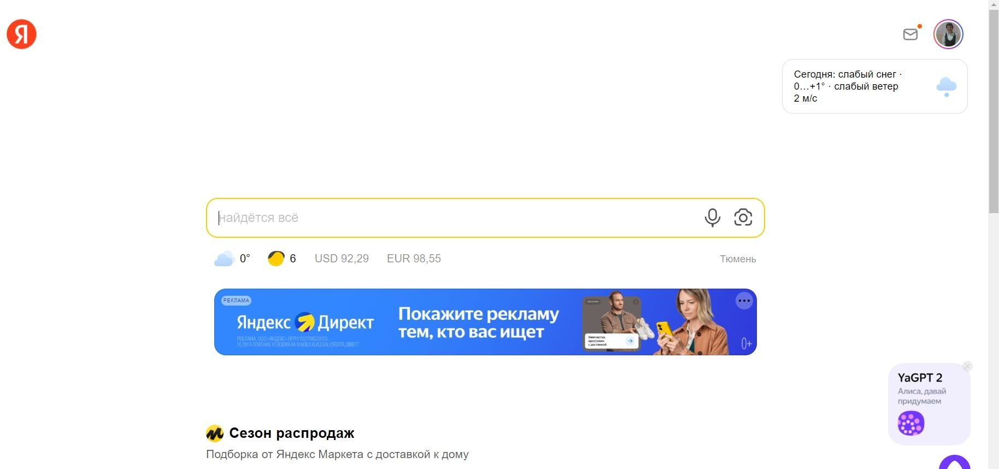 Я
Сегодня: слабый снег ·
0...+1° · слабый ветер
2 м/с
найдётся всё
0°
6
USD 92,29
EUR 98,55
Тюмень
РЕКЛАМА
Яндекс Директ
РЕКЛАМА. ООО «ЯНДЕКС» ОГРН 1027700229193.
УСЛУГА ПЛАТНАЯ. УСЛОВИЯ НА YANDEX.RU/LEGAL/OFERTA_DIRECT
Покажите рекламу
тем, кто вас ищет
РЕКЛАМА
Химчистка
кроссовок
с доставкой
0+
YaGPT 2
Алиса, давай
придумаем
Сезон распродаж
Подборка от Яндекс Маркета с доставкой к дому